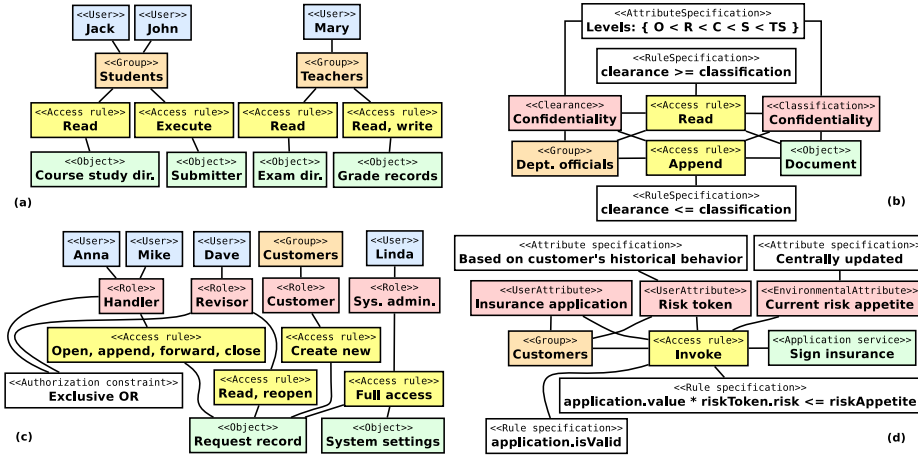 <<User>>
Jack
<<User>>
John
<<User>>
Mary
<<Group>>
Students
<<Group>>
Teachers
<<Access rule>>
Read
<<Access rule>>
Execute
<<Access rule>>
Read
<<Access rule>>
Read, write
<<Object>>
Course study dir.
<<Object>>
Submitter
<<Object>>
Exam dir.
<<Object>>
Grade records
(a)
<<AttributeSpecification>>
Levels: { O < R < C < S < TS }
<<RuleSpecification>>
clearance >= classification
<<Clearance>>
Confidentiality
<<Access rule>>
Read
<<Classification>>
Confidentiality
<<Group>>
Dept. officials
<<Access rule>>
Append
<<Object>>
Document
<<RuleSpecification>>
clearance <= classification
(b)
<<User>>
Anna
<<User>>
Mike
<<User>>
Dave
<<Group>>
Customers
<<User>>
Linda
<<Role>>
Handler
<<Role>>
Revisor
<<Role>>
Customer
<<Role>>
Sys. admin.
<<Access rule>>
Open, append, forward, close
<<Access rule>>
Create new
<<Authorization constraint>>
Exclusive OR
<<Access rule>>
Read, reopen
<<Access rule>>
Full access
<<Object>>
Request record
<<Object>>
System settings
(c)
<<Attribute specification>>
Based on customer's historical behavior
<<Attribute specification>>
Centrally updated
<<UserAttribute>>
Insurance application
<<UserAttribute>>
Risk token
<<EnvironmentalAttribute>>
Current risk appetite
<<Group>>
Customers
<<Access rule>>
Invoke
<<Application service>>
Sign insurance
<<Rule specification>>
application.value * riskToken.risk <= riskAppetite
<<Rule specification>>
application.isValid
(d)